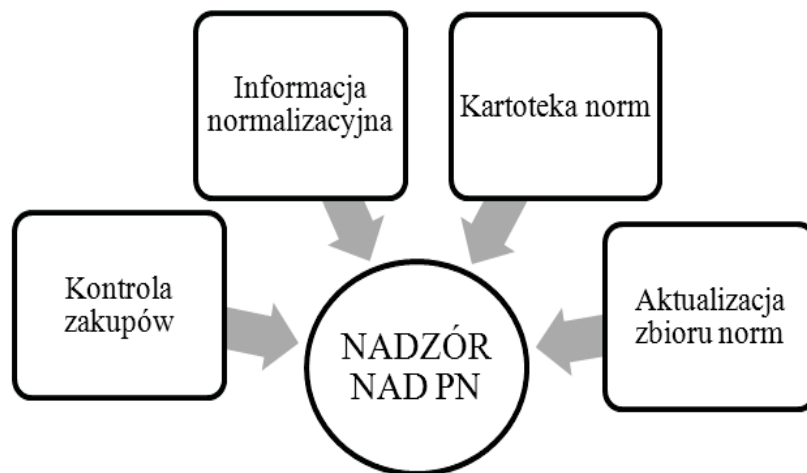 Informacja
normalizacyjna
Kartoteka norm
Kontrola
zakupów
Aktualizacja
zbioru norm
NADZÓR
NAD PN